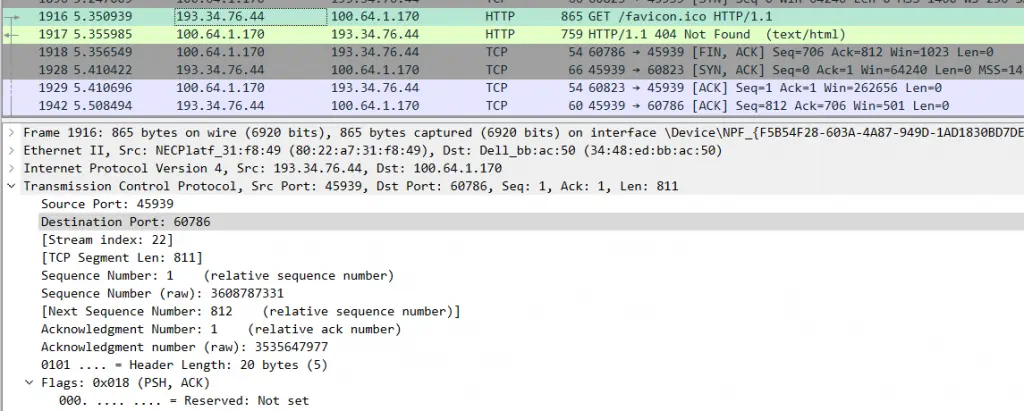 1916 5.350939 193.34.76.44 100.64.1.170 HTTP 865 GET /favicon.ico HTTP/1.1
1917 5.355985 100.64.1.170 193.34.76.44 HTTP 759 HTTP/1.1 404 Not Found (text/html)
1918 5.356549 100.64.1.170 193.34.76.44 TCP 54 60786 → 45939 [FIN, ACK] Seq=706 Ack=812 Win=1023 Len=0
1928 5.410422 193.34.76.44 100.64.1.170 TCP 66 45939 → 60823 [SYN, ACK] Seq=0 Ack=1 Win=64240 Len=0 MSS=14
1929 5.410696 100.64.1.170 193.34.76.44 TCP 54 60823 → 45939 [ACK] Seq=1 Ack=1 Win=262656 Len=0
1942 5.508494 193.34.76.44 100.64.1.170 TCP 60 45939 → 60786 [ACK] Seq=812 Ack=706 Win=501 Len=0
Frame 1916: 865 bytes on wire (6920 bits), 865 bytes captured (6920 bits) on interface \Device\NPF_{F5B54F28-603A-4A87-949D-1AD1830BD7DE
Ethernet II, Src: NECPlatf_31:f8:49 (80:22:a7:31:f8:49), Dst: Dell_bb:ac:50 (34:48:ed:bb:ac:50)
Internet Protocol Version 4, Src: 193.34.76.44, Dst: 100.64.1.170
Transmission Control Protocol, Src Port: 45939, Dst Port: 60786, Seq: 1, Ack: 1, Len: 811
Source Port: 45939
Destination Port: 60786
[Stream index: 22]
[TCP Segment Len: 811]
Sequence Number: 1 (relative sequence number)
Sequence Number (raw): 3608787331
[Next Sequence Number: 812 (relative sequence number)]
Acknowledgment Number: 1 (relative ack number)
Acknowledgment number (raw): 3535647977
0101 .... = Header Length: 20 bytes (5)
Flags: 0x018 (PSH, ACK)
000. .... .... = Reserved: Not set